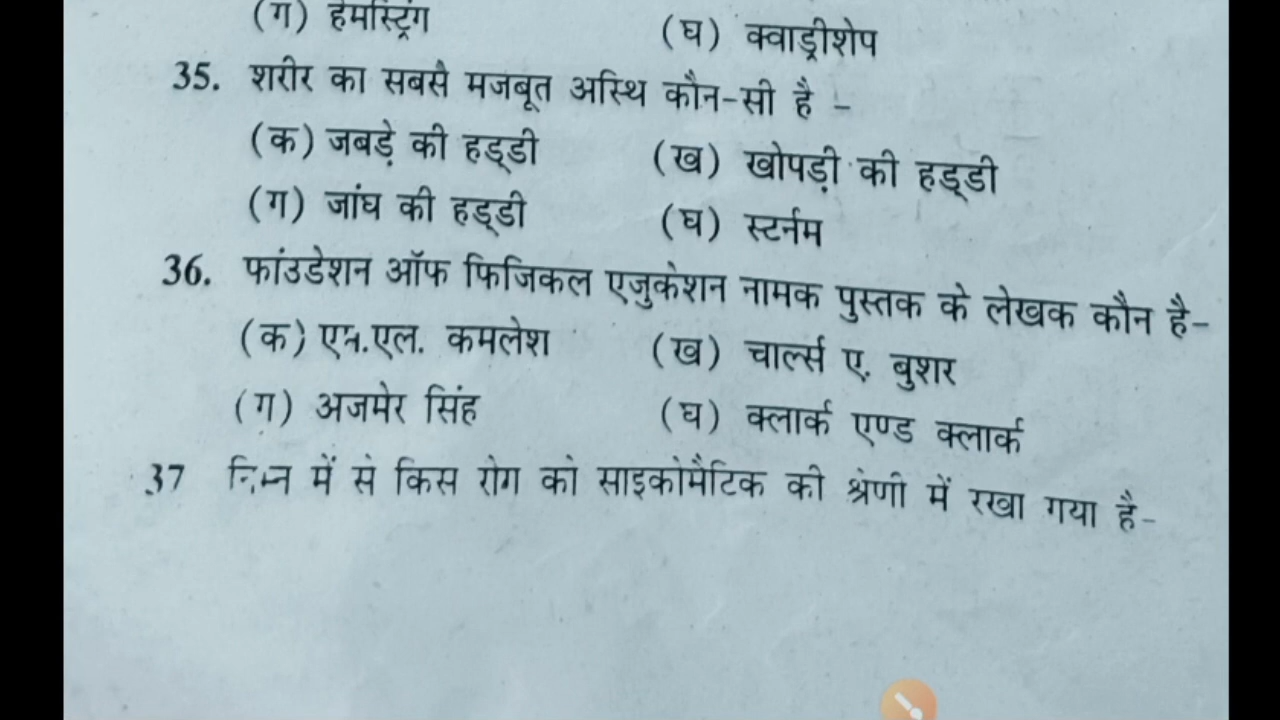 (ग) हैमस्ट्रिंग (घ) क्वाड्रीशेप
35. शरीर का सबसे मजबूत अस्थि कौन-सी है –
(क) जबड़े की हड्डी (ख) खोपड़ी की हड्डी
(ग) जांघ की हड्डी (घ) स्टर्नम
36. फांउडेशन ऑफ फिजिकल एजुकेशन नामक पुस्तक के लेखक कौन है-
(क) एम.एल. कमलेश (ख) चार्ल्स ए. बुशर
(ग) अजमेर सिंह (घ) क्लार्क एण्ड क्लार्क
37 निम्न में से किस रोग को साइकोमैटिक की श्रेणी में रखा गया है-